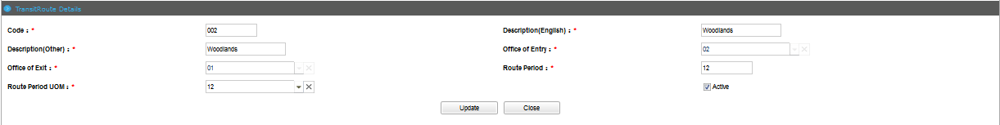 TransitRoute Details
Code : * 002 Description(English) : * Woodlands
Description(Other) : * Woodlands Office of Entry : * 02
Office of Exit : * 01 Route Period : * 12
Route Period UOM : * 12 Active
Update Close